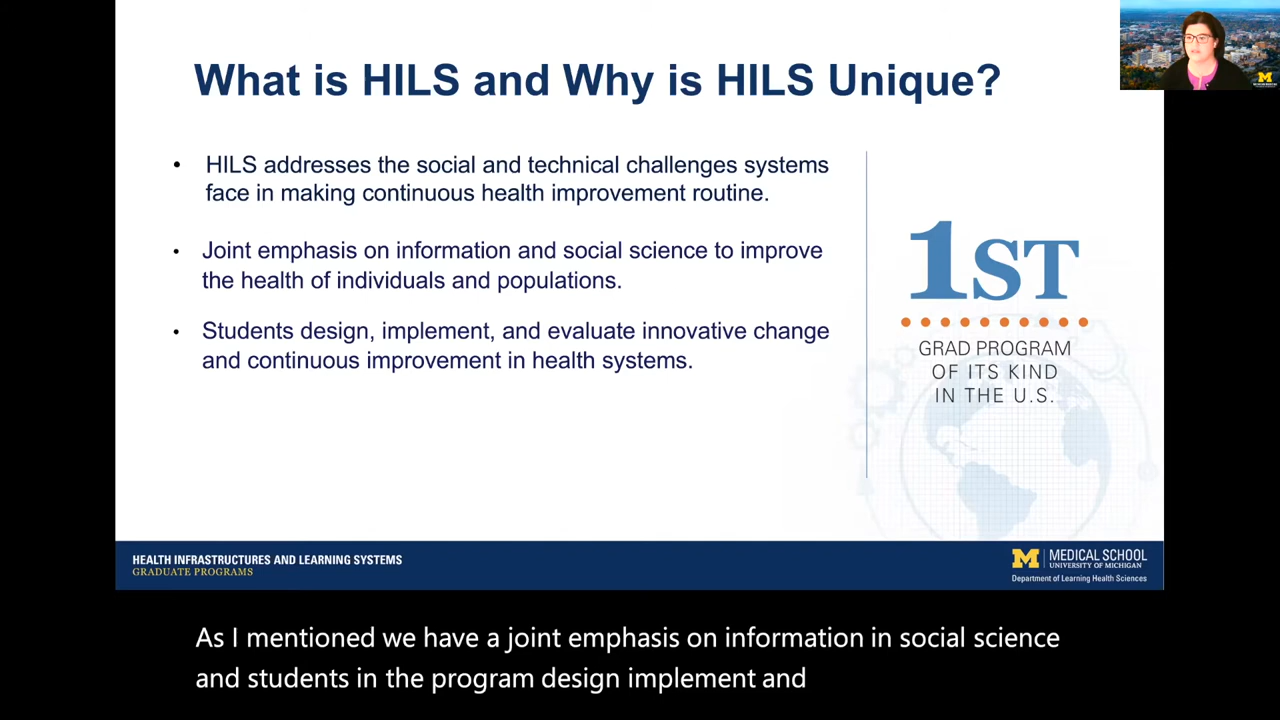 What is HILS and Why is HILS Unique?
• HILS addresses the social and technical challenges systems
face in making continuous health improvement routine.
• Joint emphasis on information and social science to improve
the health of individuals and populations.
• Students design, implement, and evaluate innovative change
and continuous improvement in health systems.
1ST
GRAD PROGRAM
OF ITS KIND
IN THE U.S.
HEALTH INFRASTRUCTURES AND LEARNING SYSTEMS
GRADUATE PROGRAMS
M MEDICAL SCHOOL
UNIVERSITY OF MICHIGAN
Department of Learning Health Sciences
As I mentioned we have a joint emphasis on information in social science
and students in the program design implement and